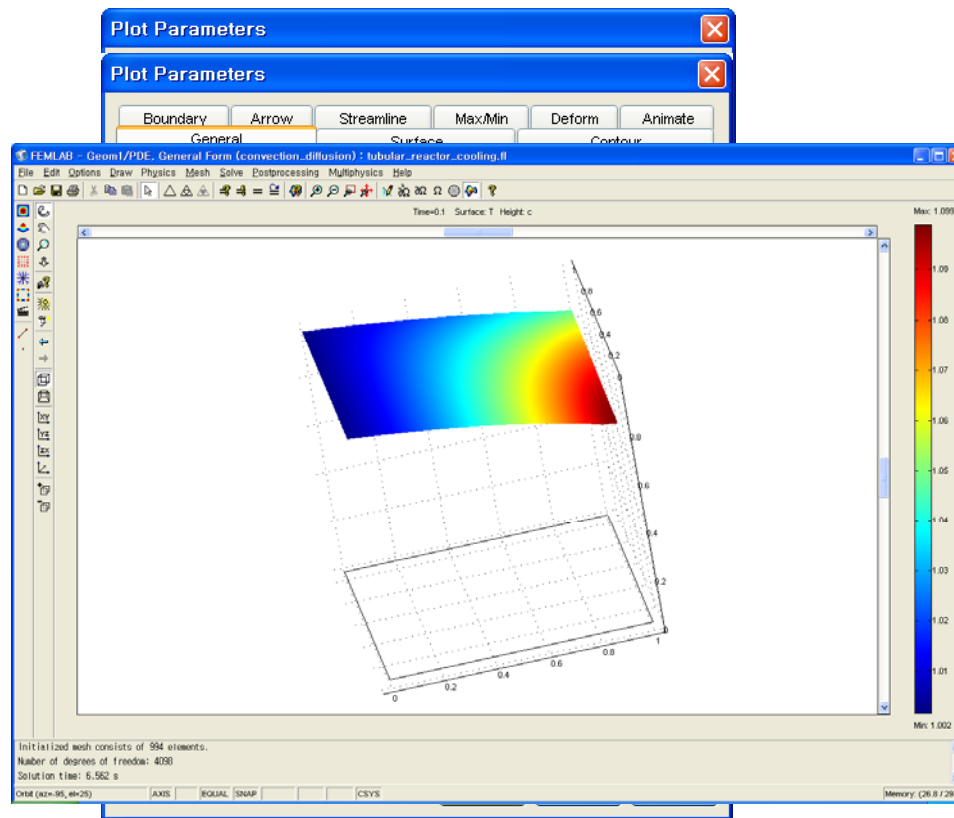 Plot Parameters
Plot Parameters
Boundary Arrow Streamline Max/Min Deform Animate
General Surface Contour
FEMLAB - Geom1/PDE, General Form (convection_diffusion) : tubular_reactor_cooling.fl
File Edit Options Draw Physics Mesh Solve Postprocessing Multiphysics Help
Time=0.1 Surface: T Height: c
Max: 1.099
1
0.8
0.6
0.4
0.2
0
0.8
0.6
0.4
0.2
0
0 0.2 0.4 0.6 0.8 1
1.09
1.08
1.07
1.06
1.05
1.04
1.03
1.02
1.01
Min: 1.002
Initialized mesh consists of 994 elements.
Number of degrees of freedom: 4098
Solution time: 6.562 s
Orbit (az=-95, el=25) AXIS EQUAL SNAP CSYS Memory: (26.8 / 29